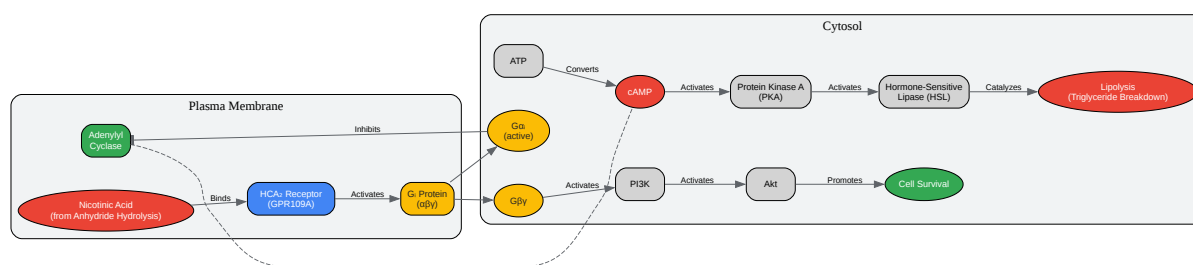 Cytosol
ATP
Converts
cAMP
Activates
Protein Kinase A
(PKA)
Activates
Hormone-Sensitive
Lipase (HSL)
Catalyzes
Lipolysis
(Triglyceride Breakdown)
Plasma Membrane
Adenylyl
Cyclase
Inhibits
Gαᵢ
(active)
Nicotinic Acid
(from Anhydride Hydrolysis)
Binds
HCA₂ Receptor
(GPR109A)
Activates
Gᵢ Protein
(αβγ)
Gβγ
Activates
PI3K
Activates
Akt
Promotes
Cell Survival